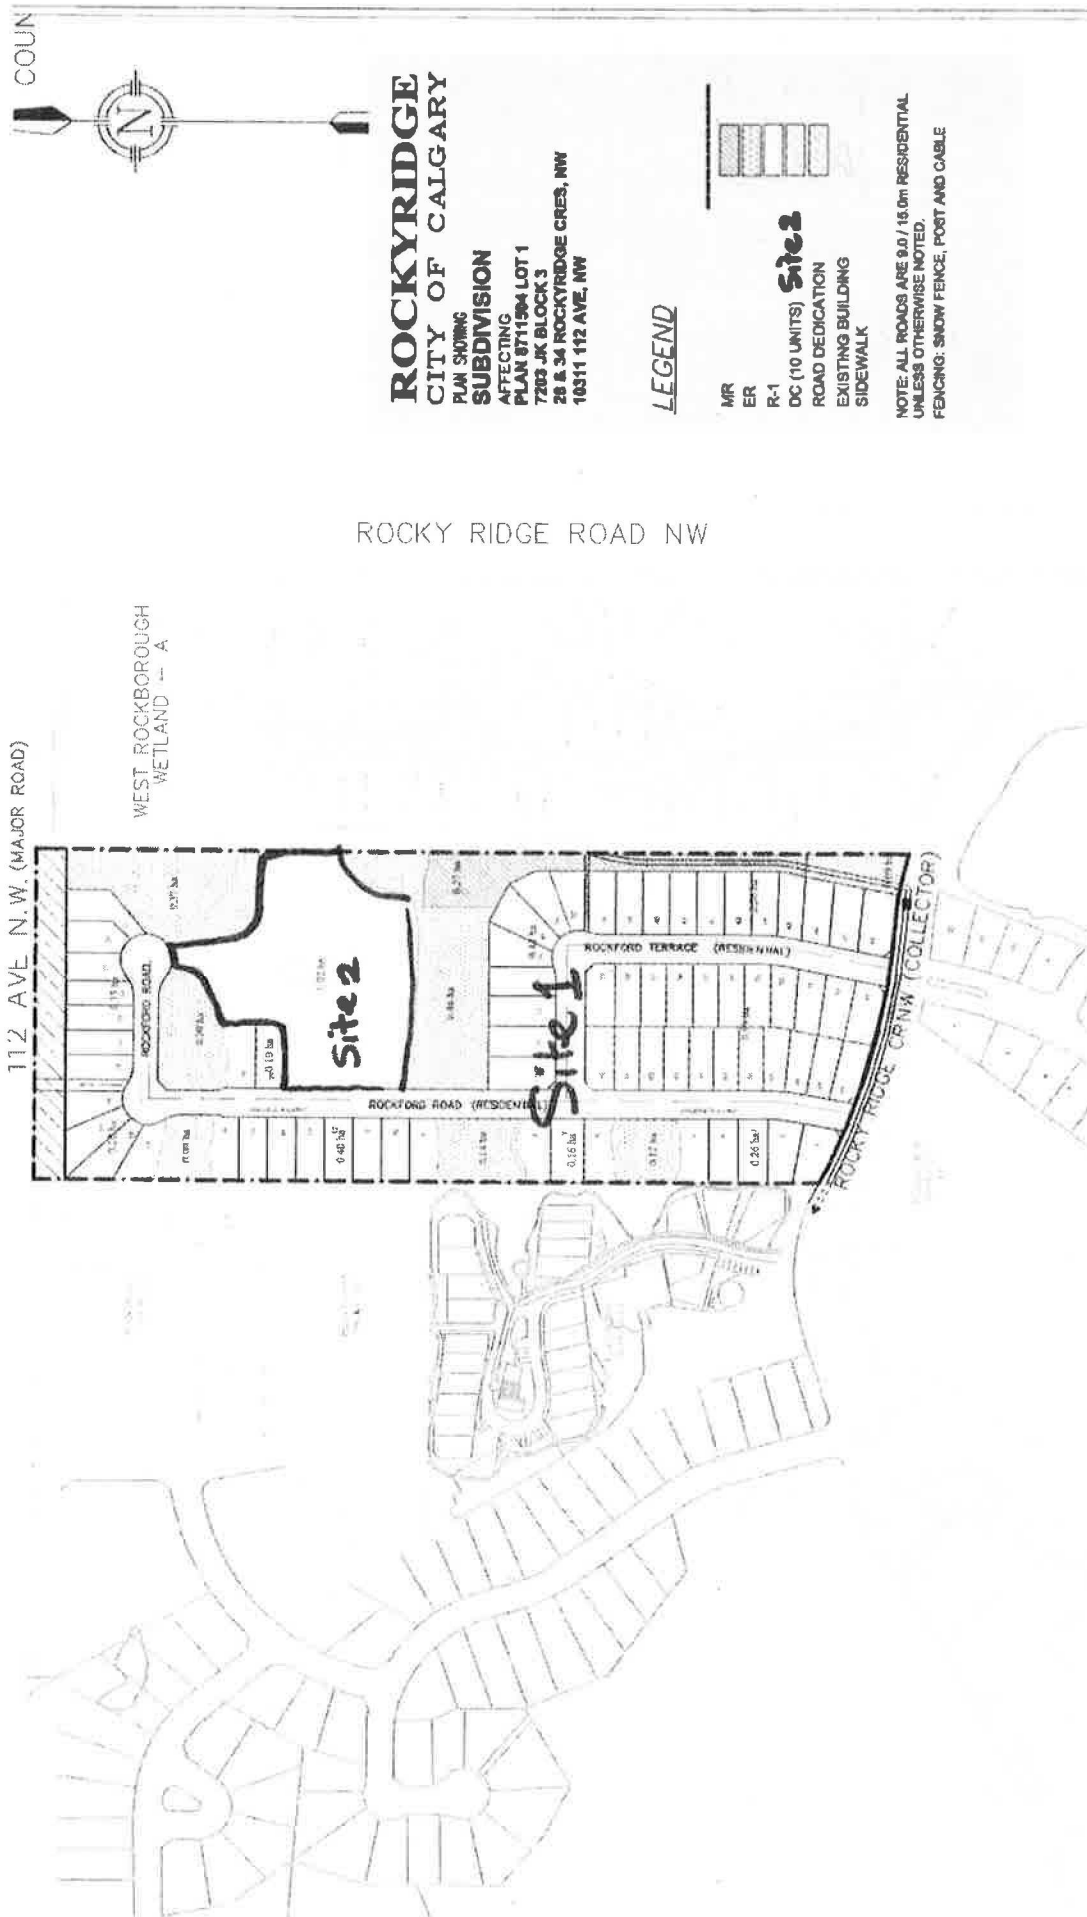 COUN
N
ROCKYRIDGE
CITY OF CALGARY
PLAN SHOWING
SUBDIVISION
AFFECTING
PLAN 8711504 LOT 1
7203 JK BLOCK 3
28 & 34 ROCKYRIDGE CRES, NW
10311 112 AVE, NW
LEGEND
MR
ER
R-1
DC (10 UNITS) Site 2
ROAD DEDICATION
EXISTING BUILDING
SIDEWALK
NOTE: ALL ROADS ARE 9.0 / 15.0m RESIDENTIAL
UNLESS OTHERWISE NOTED.
FENCING: SNOW FENCE, POST AND CABLE
ROCKY RIDGE ROAD NW
112 AVE N.W. (MAJOR ROAD)
WEST ROCKBOROUGH
WETLAND - A
ROCKFORD ROAD
0.19 ha
Site 2
ROCKFORD ROAD (RESIDENTIAL)
0.40 ha
Site 1
ROCKFORD TERRACE (RESIDENTIAL)
0.26 ha
ROCKY RIDGE CR NW (COLLECTOR)